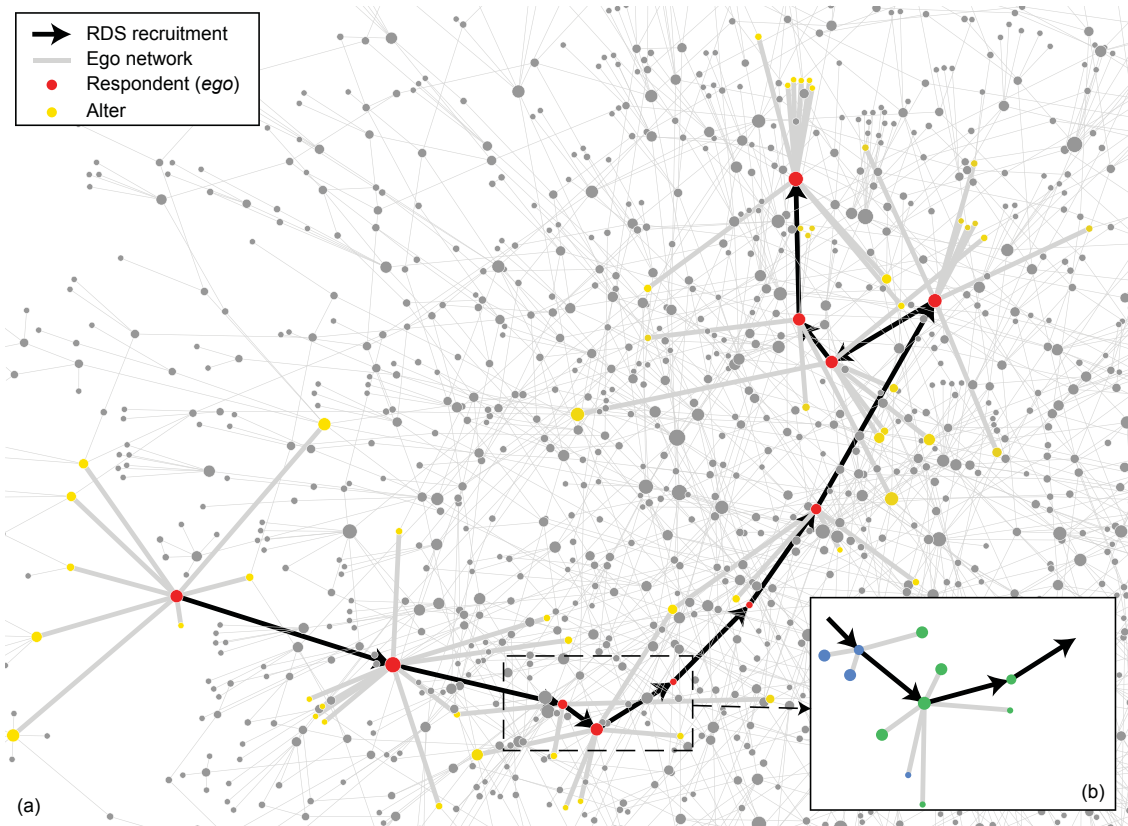 RDS recruitment
Ego network
Respondent (ego)
Alter
(a)
(b)